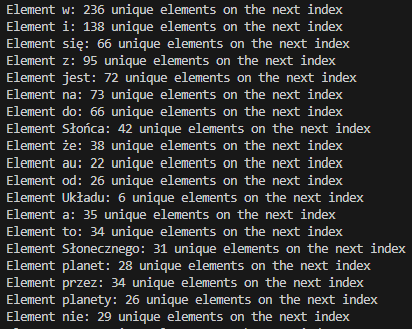 Element w: 236 unique elements on the next index
Element i: 138 unique elements on the next index
Element się: 66 unique elements on the next index
Element z: 95 unique elements on the next index
Element jest: 72 unique elements on the next index
Element na: 73 unique elements on the next index
Element do: 66 unique elements on the next index
Element Słońca: 42 unique elements on the next index
Element że: 38 unique elements on the next index
Element au: 22 unique elements on the next index
Element od: 26 unique elements on the next index
Element Układu: 6 unique elements on the next index
Element a: 35 unique elements on the next index
Element to: 34 unique elements on the next index
Element Słonecznego: 31 unique elements on the next index
Element planet: 28 unique elements on the next index
Element przez: 34 unique elements on the next index
Element planety: 26 unique elements on the next index
Element nie: 29 unique elements on the next index